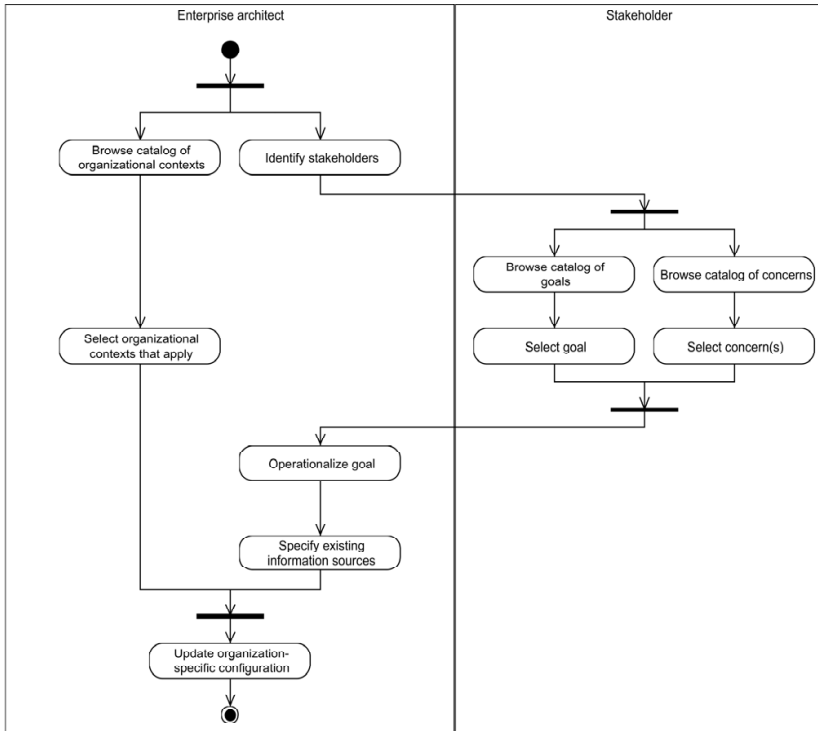 Enterprise architect
Stakeholder
Browse catalog of
organizational contexts
Identify stakeholders
Browse catalog of
goals
Browse catalog of concerns
Select organizational
contexts that apply
Select goal
Select concern(s)
Operationalize goal
Specify existing
information sources
Update organization-
specific configuration